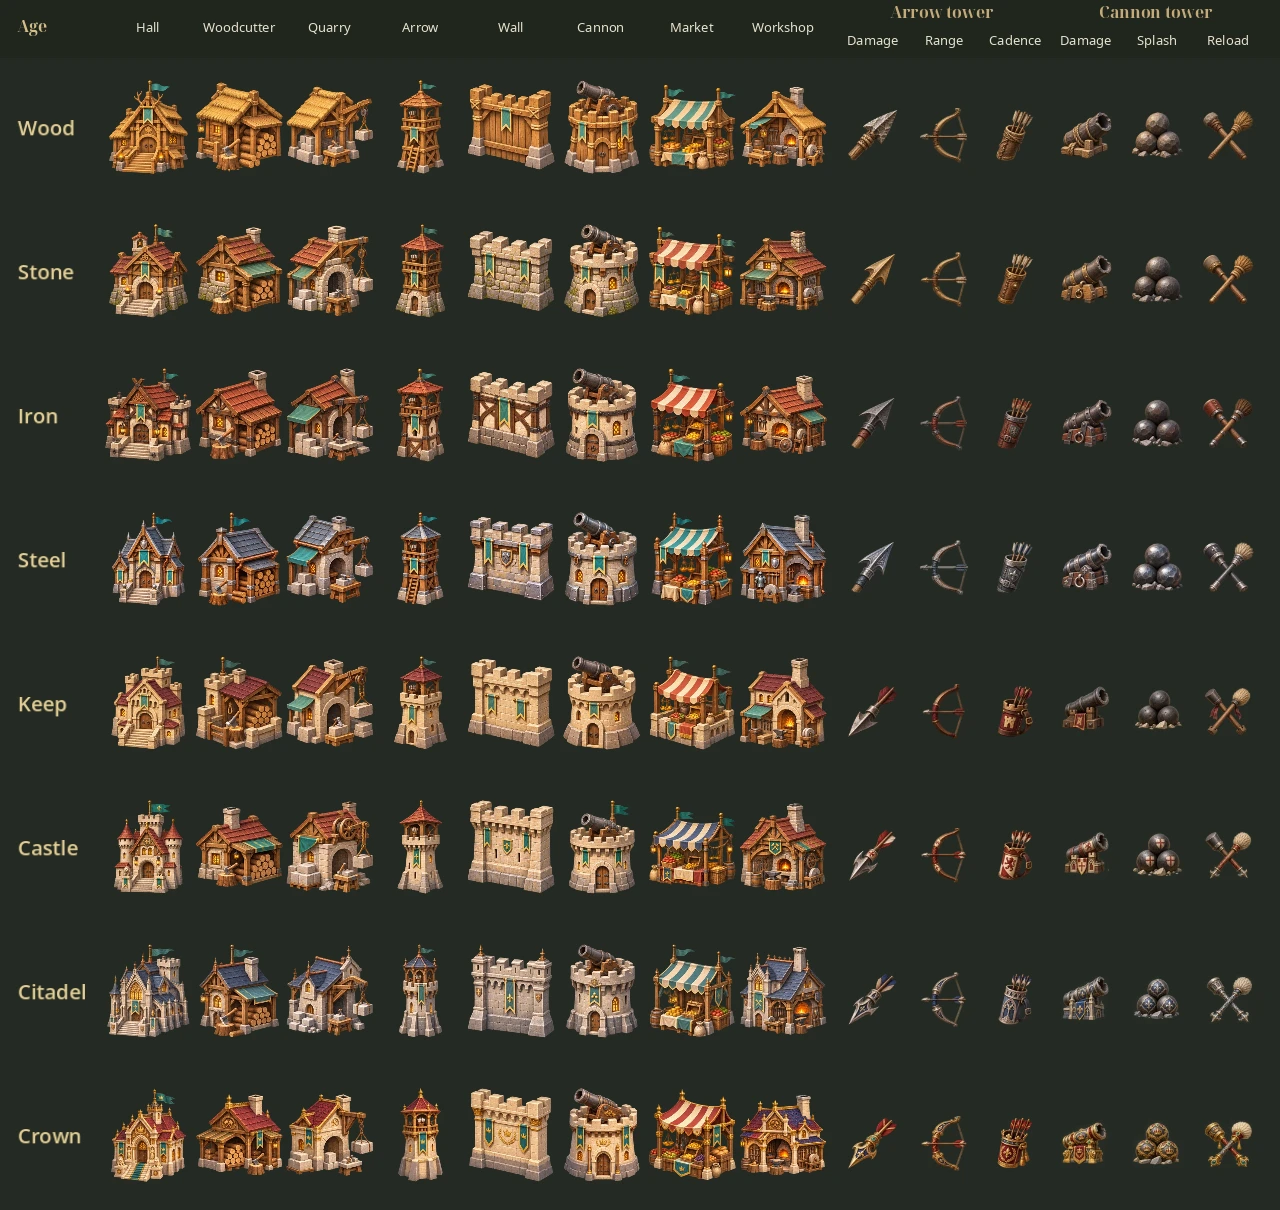 Arrow tower Cannon tower
Age Hall Woodcutter Quarry Arrow Wall Cannon Market Workshop
Damage Range Cadence Damage Splash Reload
Wood
Stone
Iron
Steel
Keep
Castle
Citadel
Crown